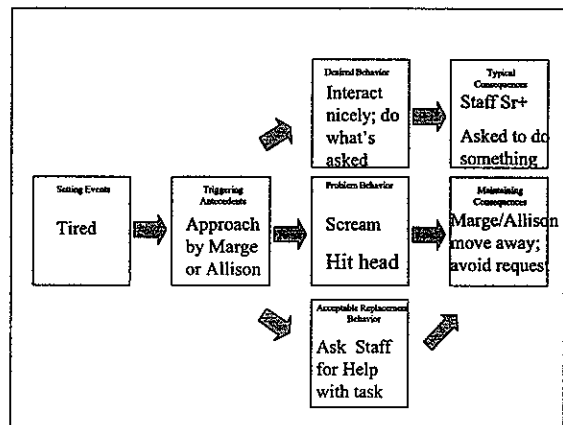 Desired Behavior
Interact
nicely; do
what's
asked
Typical
Consequences
Staff Sr+
Asked to do
something
Setting Events
Tired
Triggering
Antecedents
Approach
by Marge
or Allison
Problem Behavior
Scream
Hit head
Maintaining
Consequences
Marge/Allison
move away;
avoid reques
Acceptable Replacement
Behavior
Ask Staff
for Help
with task